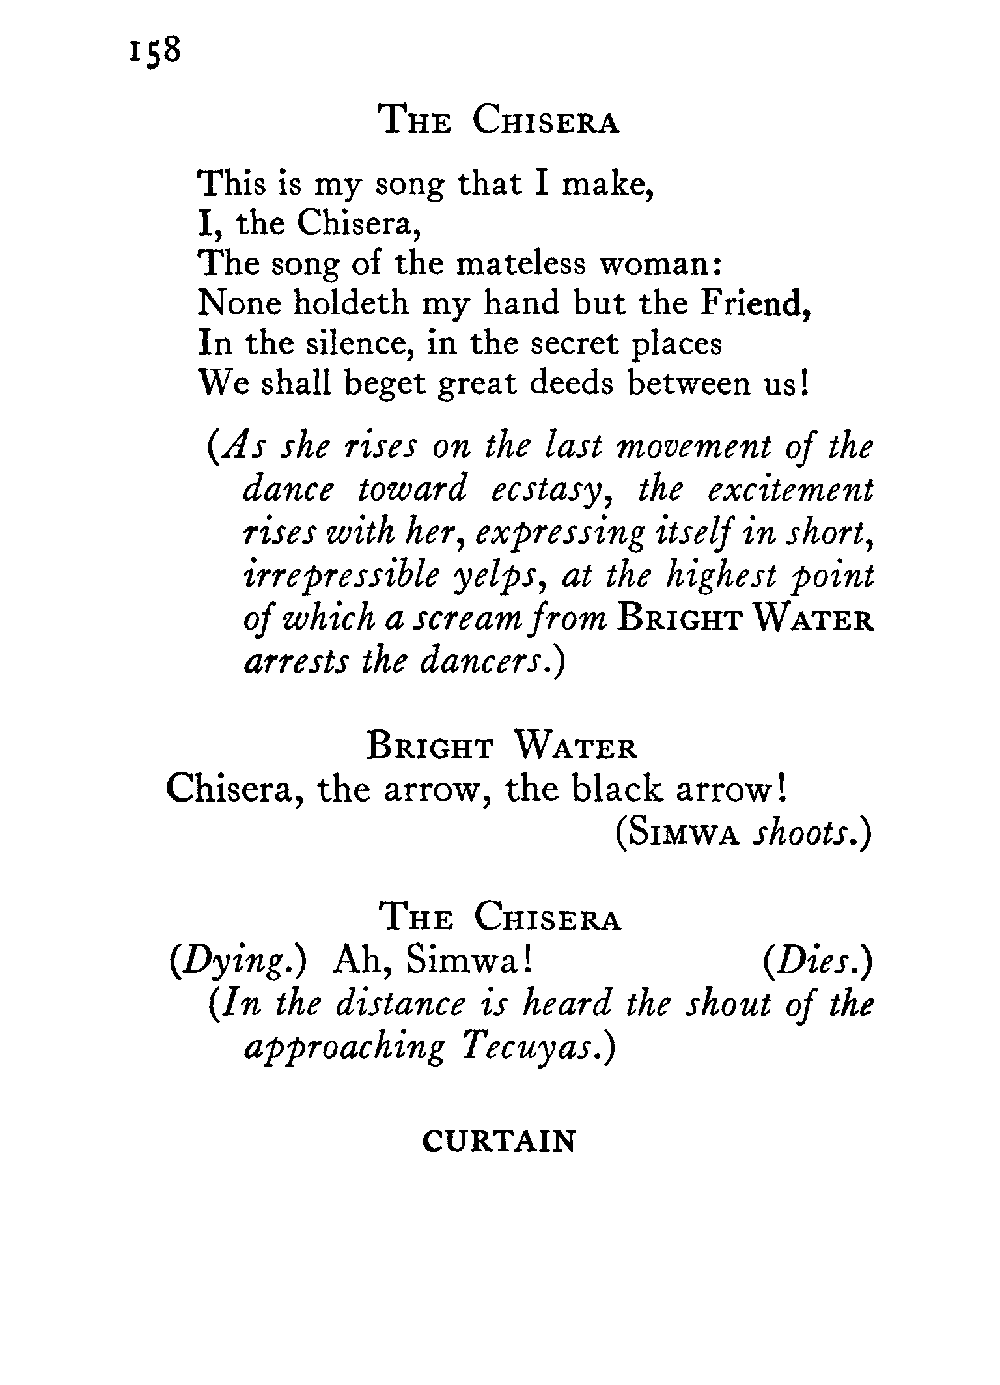 158
The Chisera
This is my song that I make,
I, the Chisera,
The song of the mateless woman:
None holdeth my hand but the Friend,
In the silence, in the secret places
We shall beget great deeds between us!
(As she rises on the last movement of the
dance toward ecstasy, the excitement
rises with her, expressing itself in short,
irrepressible yelps, at the highest point
of which a scream from Bright Water
arrests the dancers.)
Bright Water
Chisera, the arrow, the black arrow!
(Simwa shoots.)
The Chisera
(Dying.) Ah, Simwa! (Dies.)
(In the distance is heard the shout of the
approaching Tecuyas.)
CURTAIN